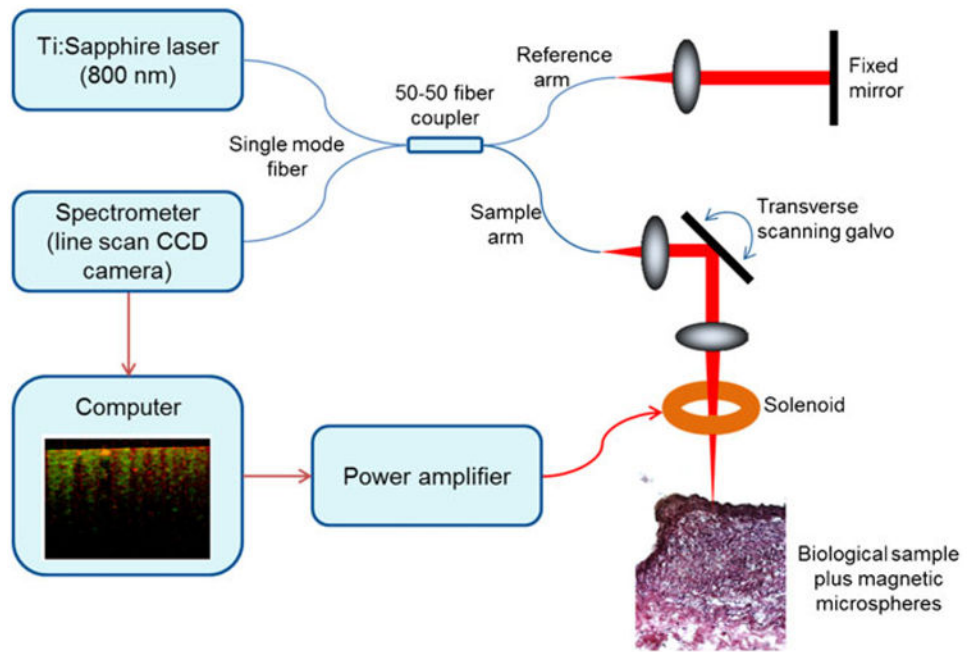 Ti:Sapphire laser
(800 nm)
Reference
arm
Fixed
mirror
50-50 fiber
coupler
Single mode
fiber
Spectrometer
(line scan CCD
camera)
Sample
arm
Transverse
scanning galvo
Computer
Solenoid
Power amplifier
Biological sample
plus magnetic
microspheres